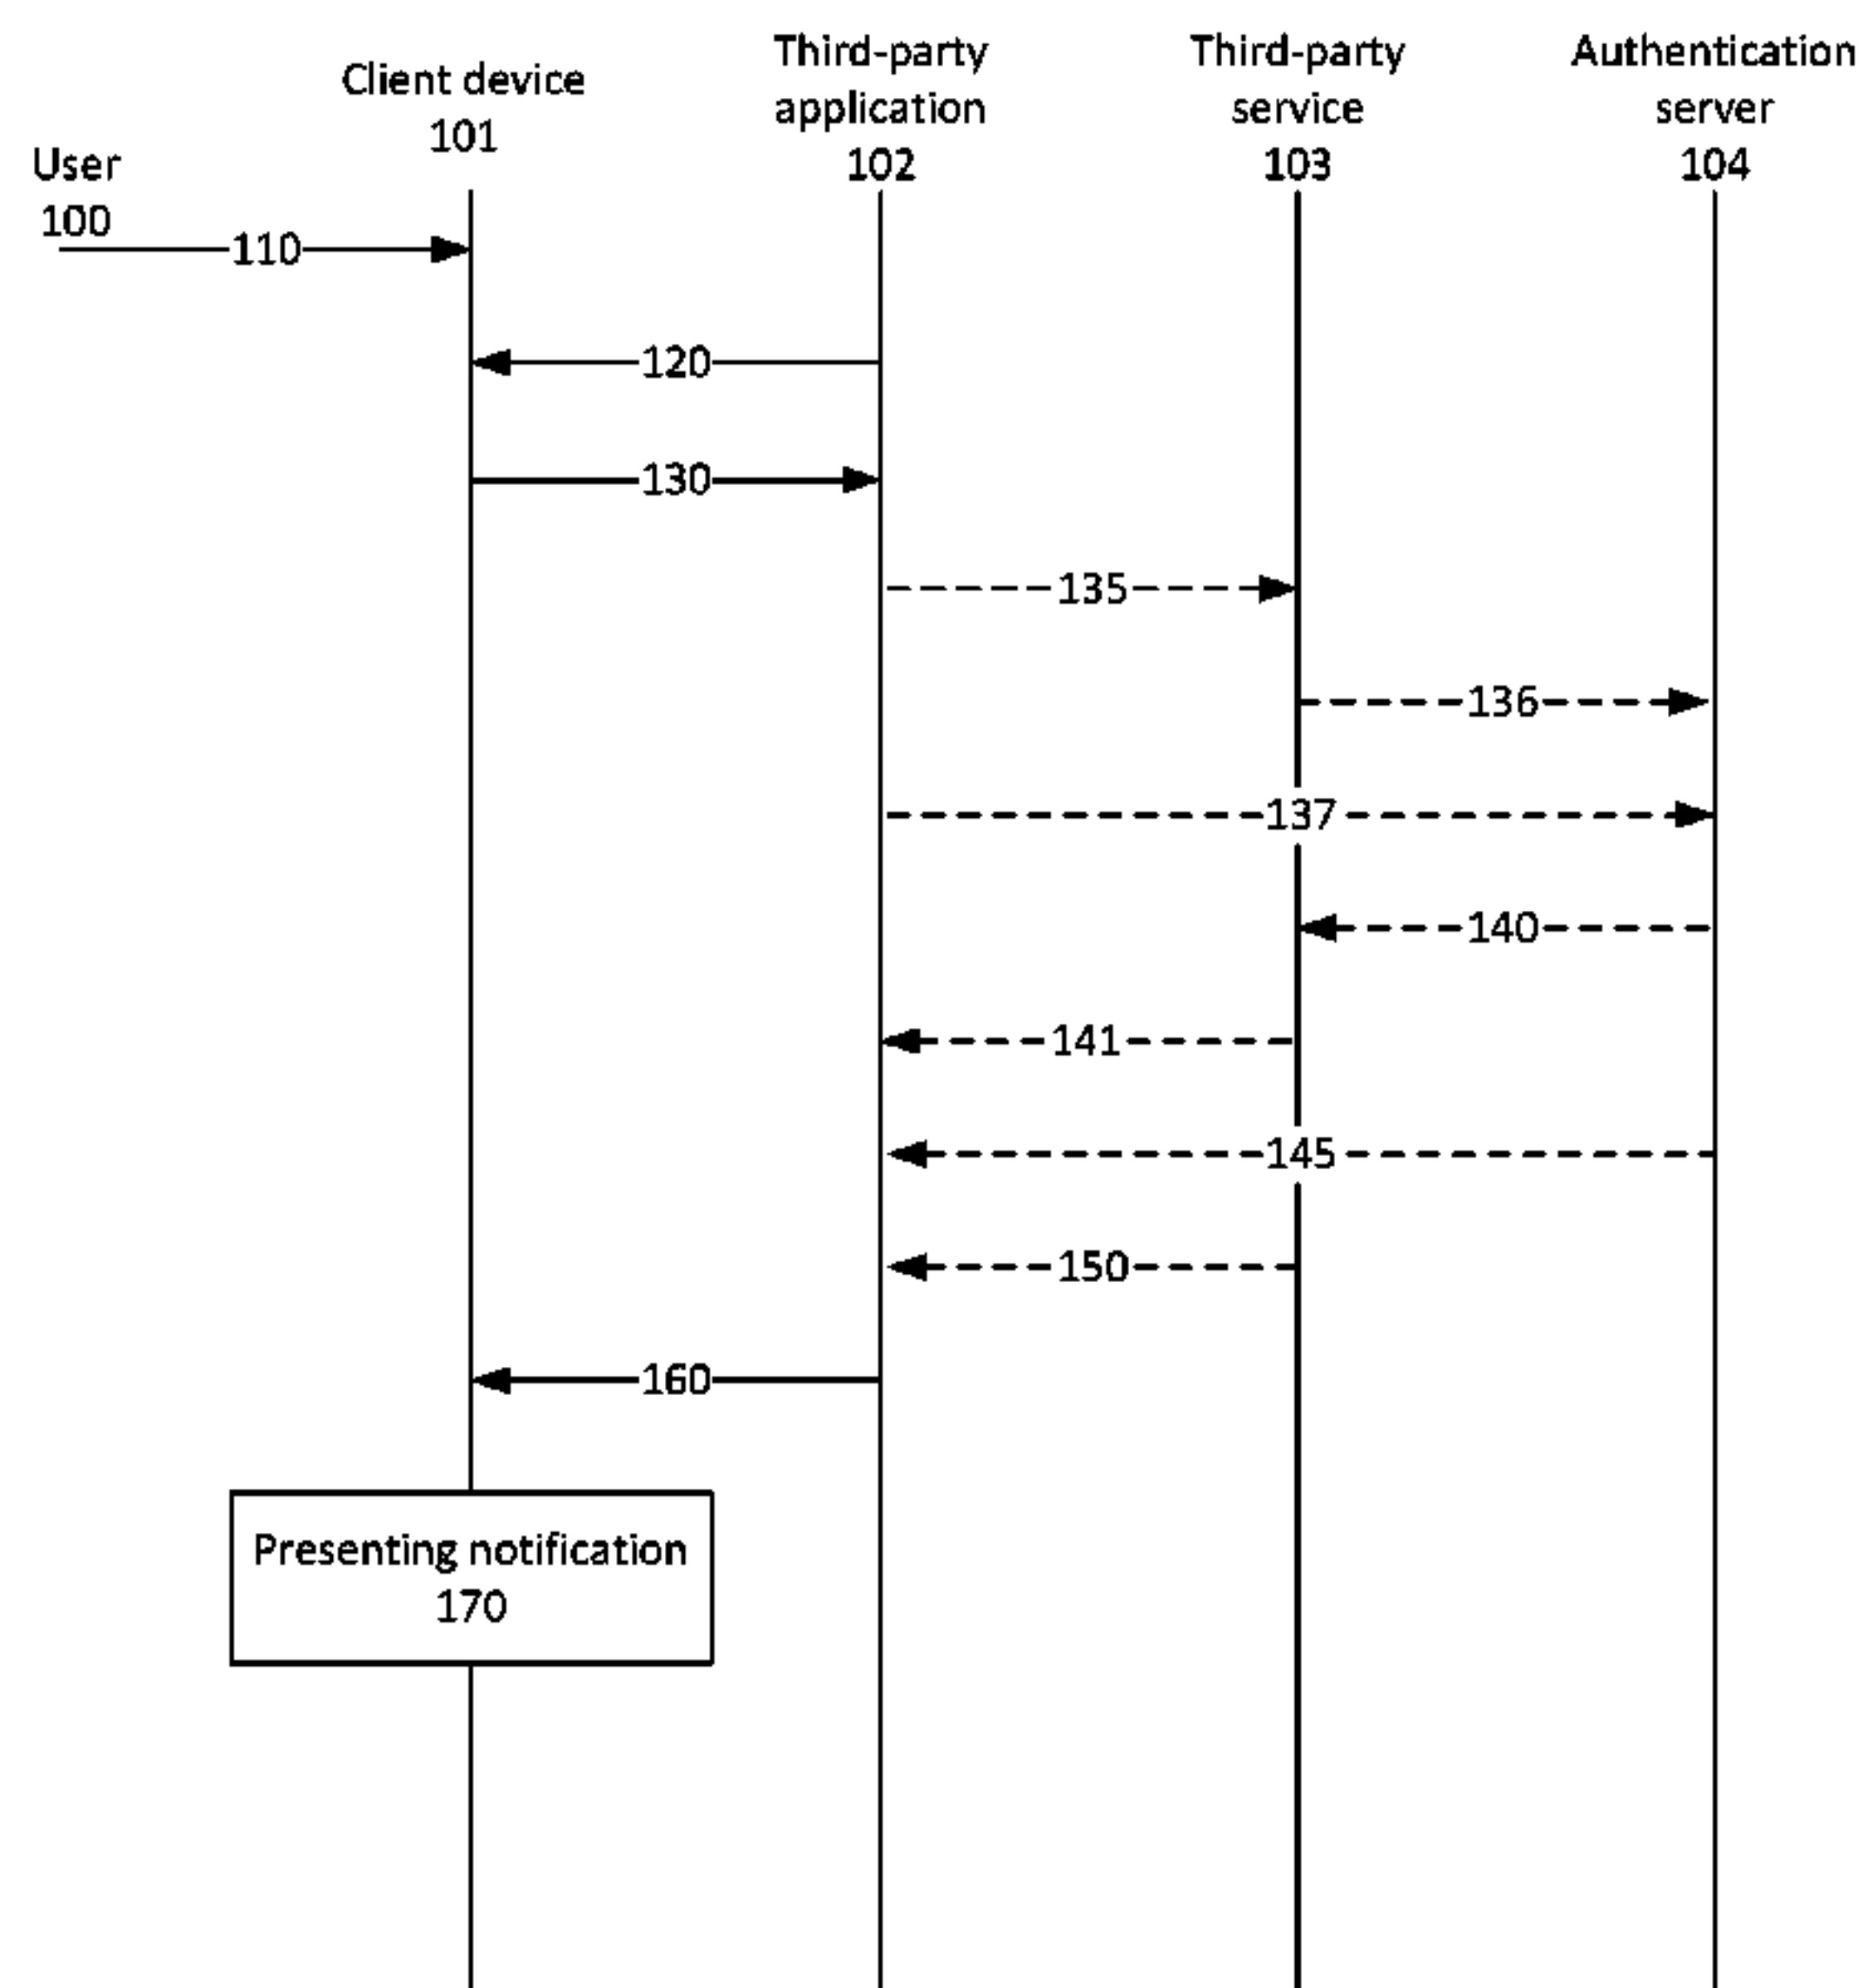 User
100
Client device
101
Third-party
application
102
Third-party
service
103
Authentication
server
104
110
120
130
135
136
137
140
141
145
150
160
Presenting notification
170